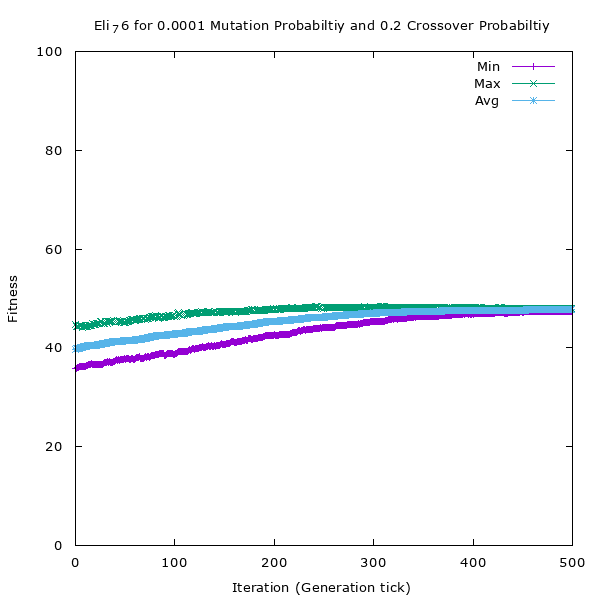 Eli₇6 for 0.0001 Mutation Probabiltiy and 0.2 Crossover Probabiltiy
100
80
60
40
20
0
0 100 200 300 400 500
Fitness
Iteration (Generation tick)
Min
Max
Avg